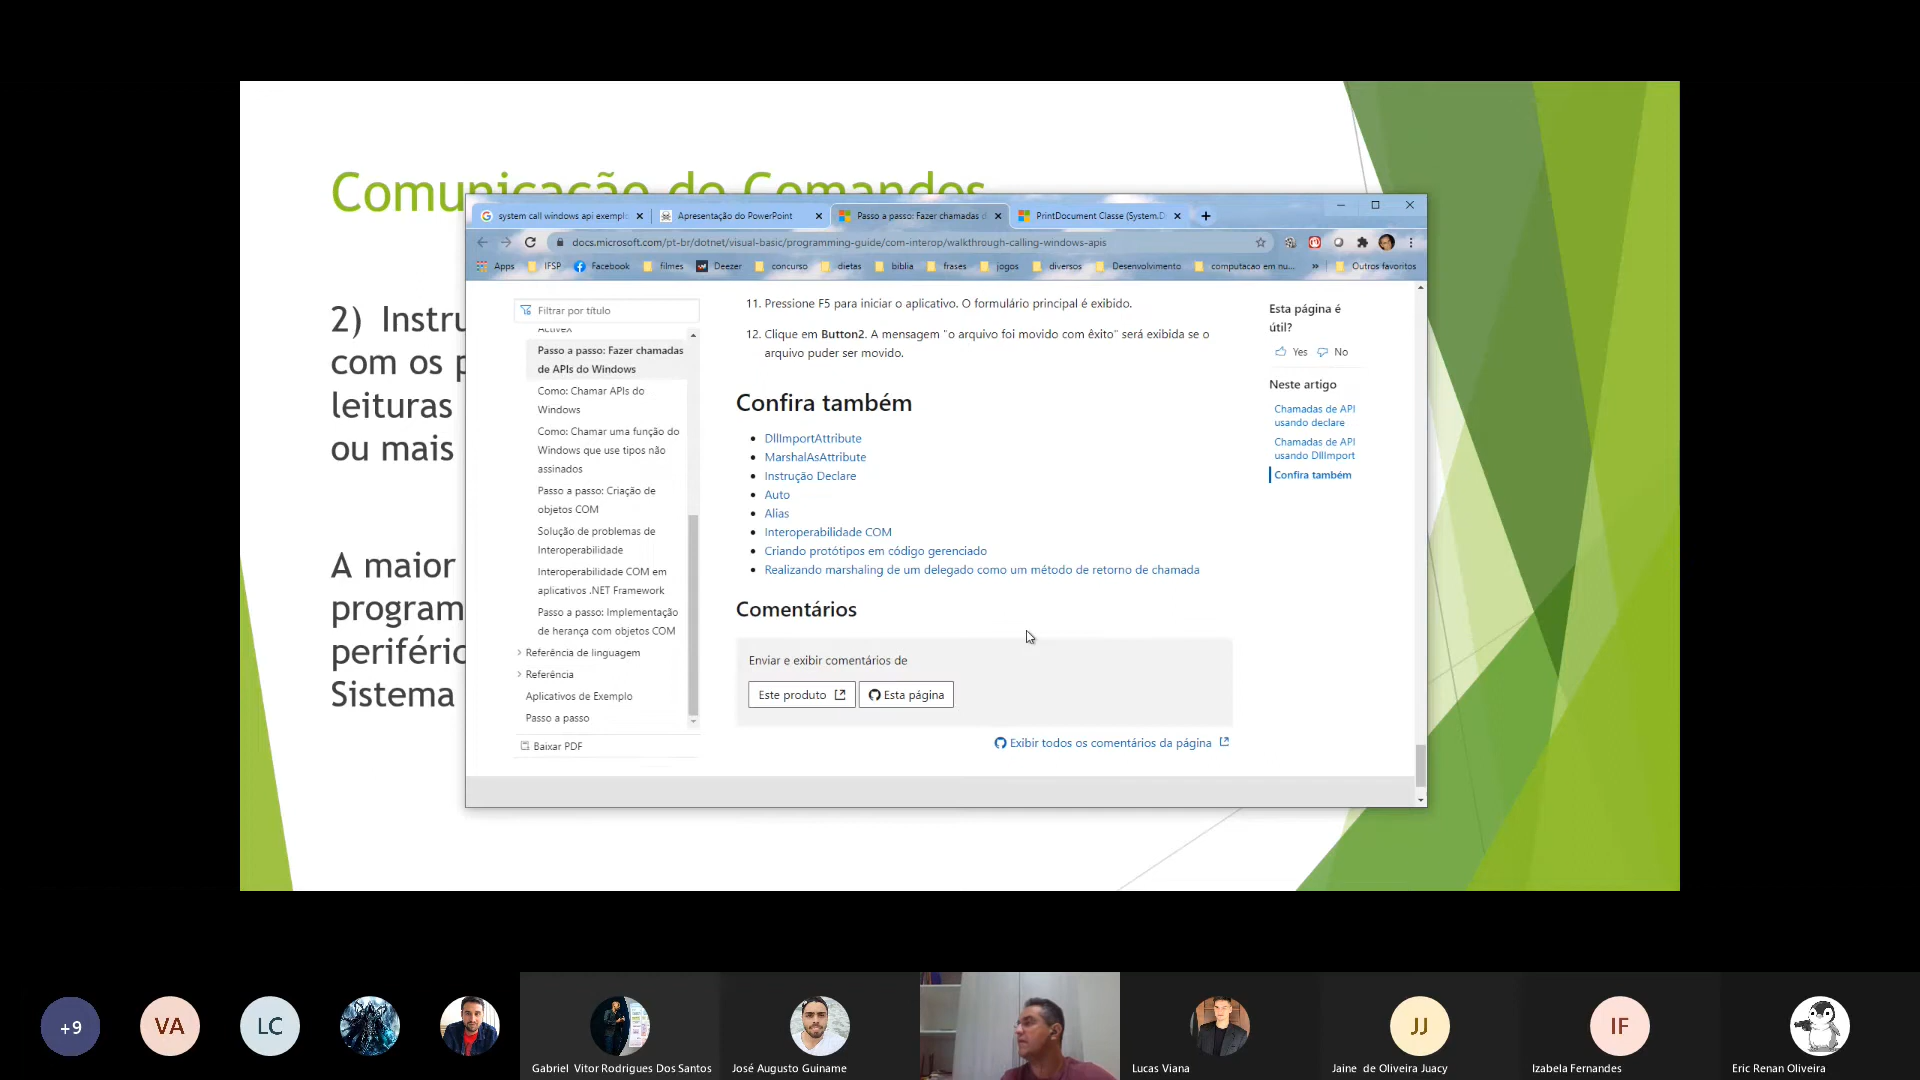 Comunicação de Comandos
2) Instru
com os p
leituras
ou mais
A maior
program
periféric
Sistema
system call windows api exempl
Apresentação do PowerPoint
Passo a passo: Fazer chamadas d
PrintDocument Classe (System.D
docs.microsoft.com/pt-br/dotnet/visual-basic/programming-guide/com-interop/walkthrough-calling-windows-apis
Apps
IFSP
Facebook
filmes
Deezer
concurso
dietas
biblia
frases
jogos
diversos
Desenvolvimento
computacao em nu...
»
Outros favoritos
Filtrar por título
ActiveX
Passo a passo: Fazer chamadas
de APIs do Windows
Como: Chamar APIs do
Windows
Como: Chamar uma função do
Windows que use tipos não
assinados
Passo a passo: Criação de
objetos COM
Solução de problemas de
Interoperabilidade
Interoperabilidade COM em
aplicativos .NET Framework
Passo a passo: Implementação
de herança com objetos COM
Referência de linguagem
Referência
Aplicativos de Exemplo
Passo a passo
Baixar PDF
11. Pressione F5 para iniciar o aplicativo. O formulário principal é exibido.
12. Clique em Button2. A mensagem "o arquivo foi movido com êxito" será exibida se o
arquivo puder ser movido.
Confira também
• DllImportAttribute
• MarshalAsAttribute
• Instrução Declare
• Auto
• Alias
• Interoperabilidade COM
• Criando protótipos em código gerenciado
• Realizando marshaling de um delegado como um método de retorno de chamada
Comentários
Enviar e exibir comentários de
Este produto
Esta página
Exibir todos os comentários da página
Esta página é
útil?
Yes
No
Neste artigo
Chamadas de API
usando declare
Chamadas de API
usando DllImport
Confira também
+9
VA
LC
JJ
IF
Gabriel Vitor Rodrigues Dos Santos
José Augusto Guiname
Lucas Viana
Jaine de Oliveira Juacy
Izabela Fernandes
Eric Renan Oliveira